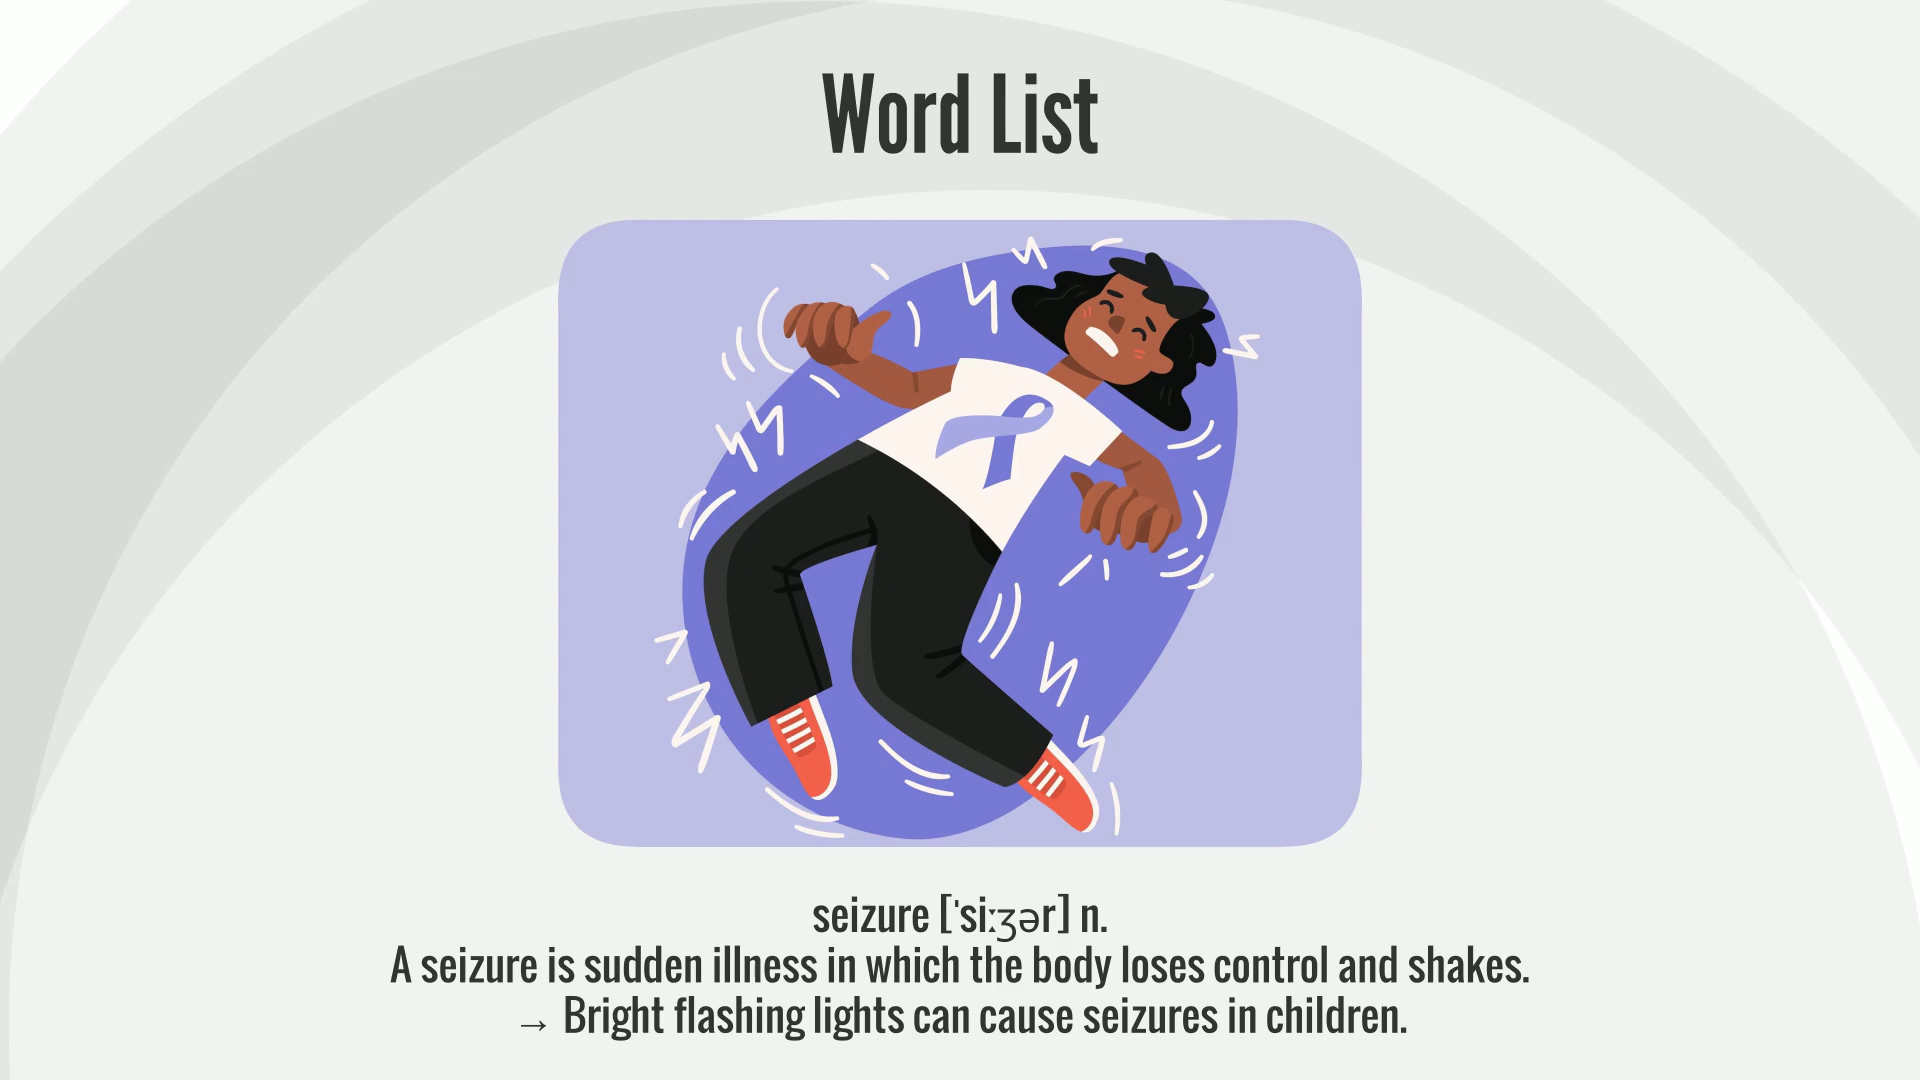 Word List
seizure [ˈsiːʒər] n.
A seizure is sudden illness in which the body loses control and shakes.
→ Bright flashing lights can cause seizures in children.